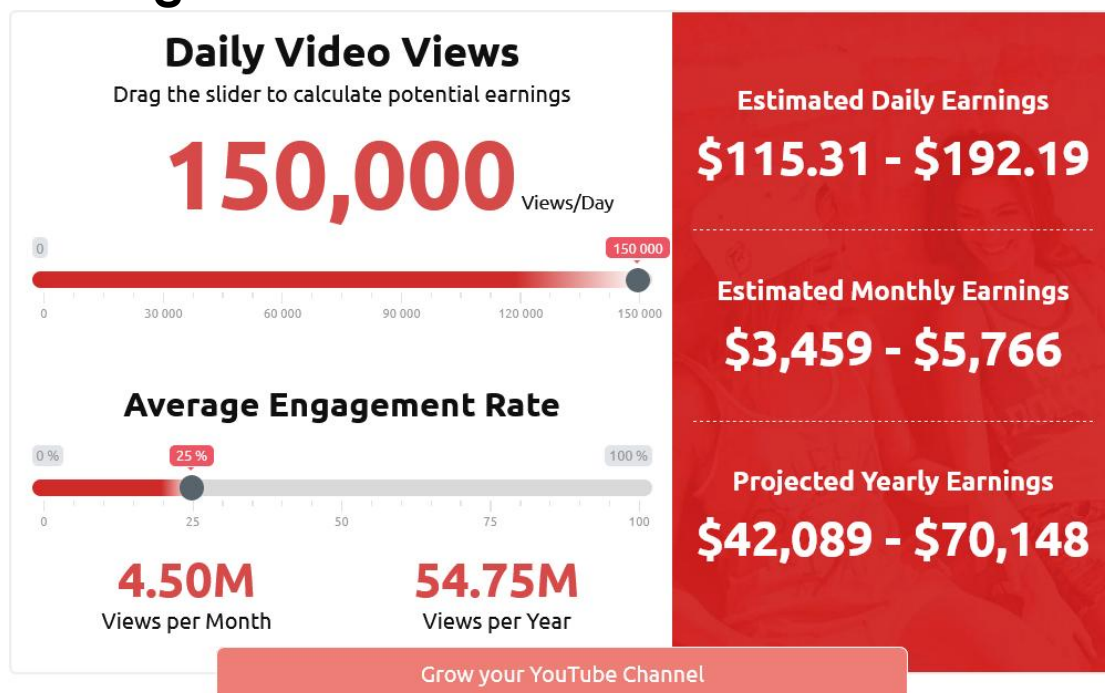 Daily Video Views
Drag the slider to calculate potential earnings
150,000 Views/Day
0
150 000
0 30 000 60 000 90 000 120 000 150 000
Average Engagement Rate
0 %
25 %
100 %
0 25 50 75 100
4.50M
Views per Month
54.75M
Views per Year
Estimated Daily Earnings
$115.31 - $192.19
Estimated Monthly Earnings
$3,459 - $5,766
Projected Yearly Earnings
$42,089 - $70,148
Grow your YouTube Channel